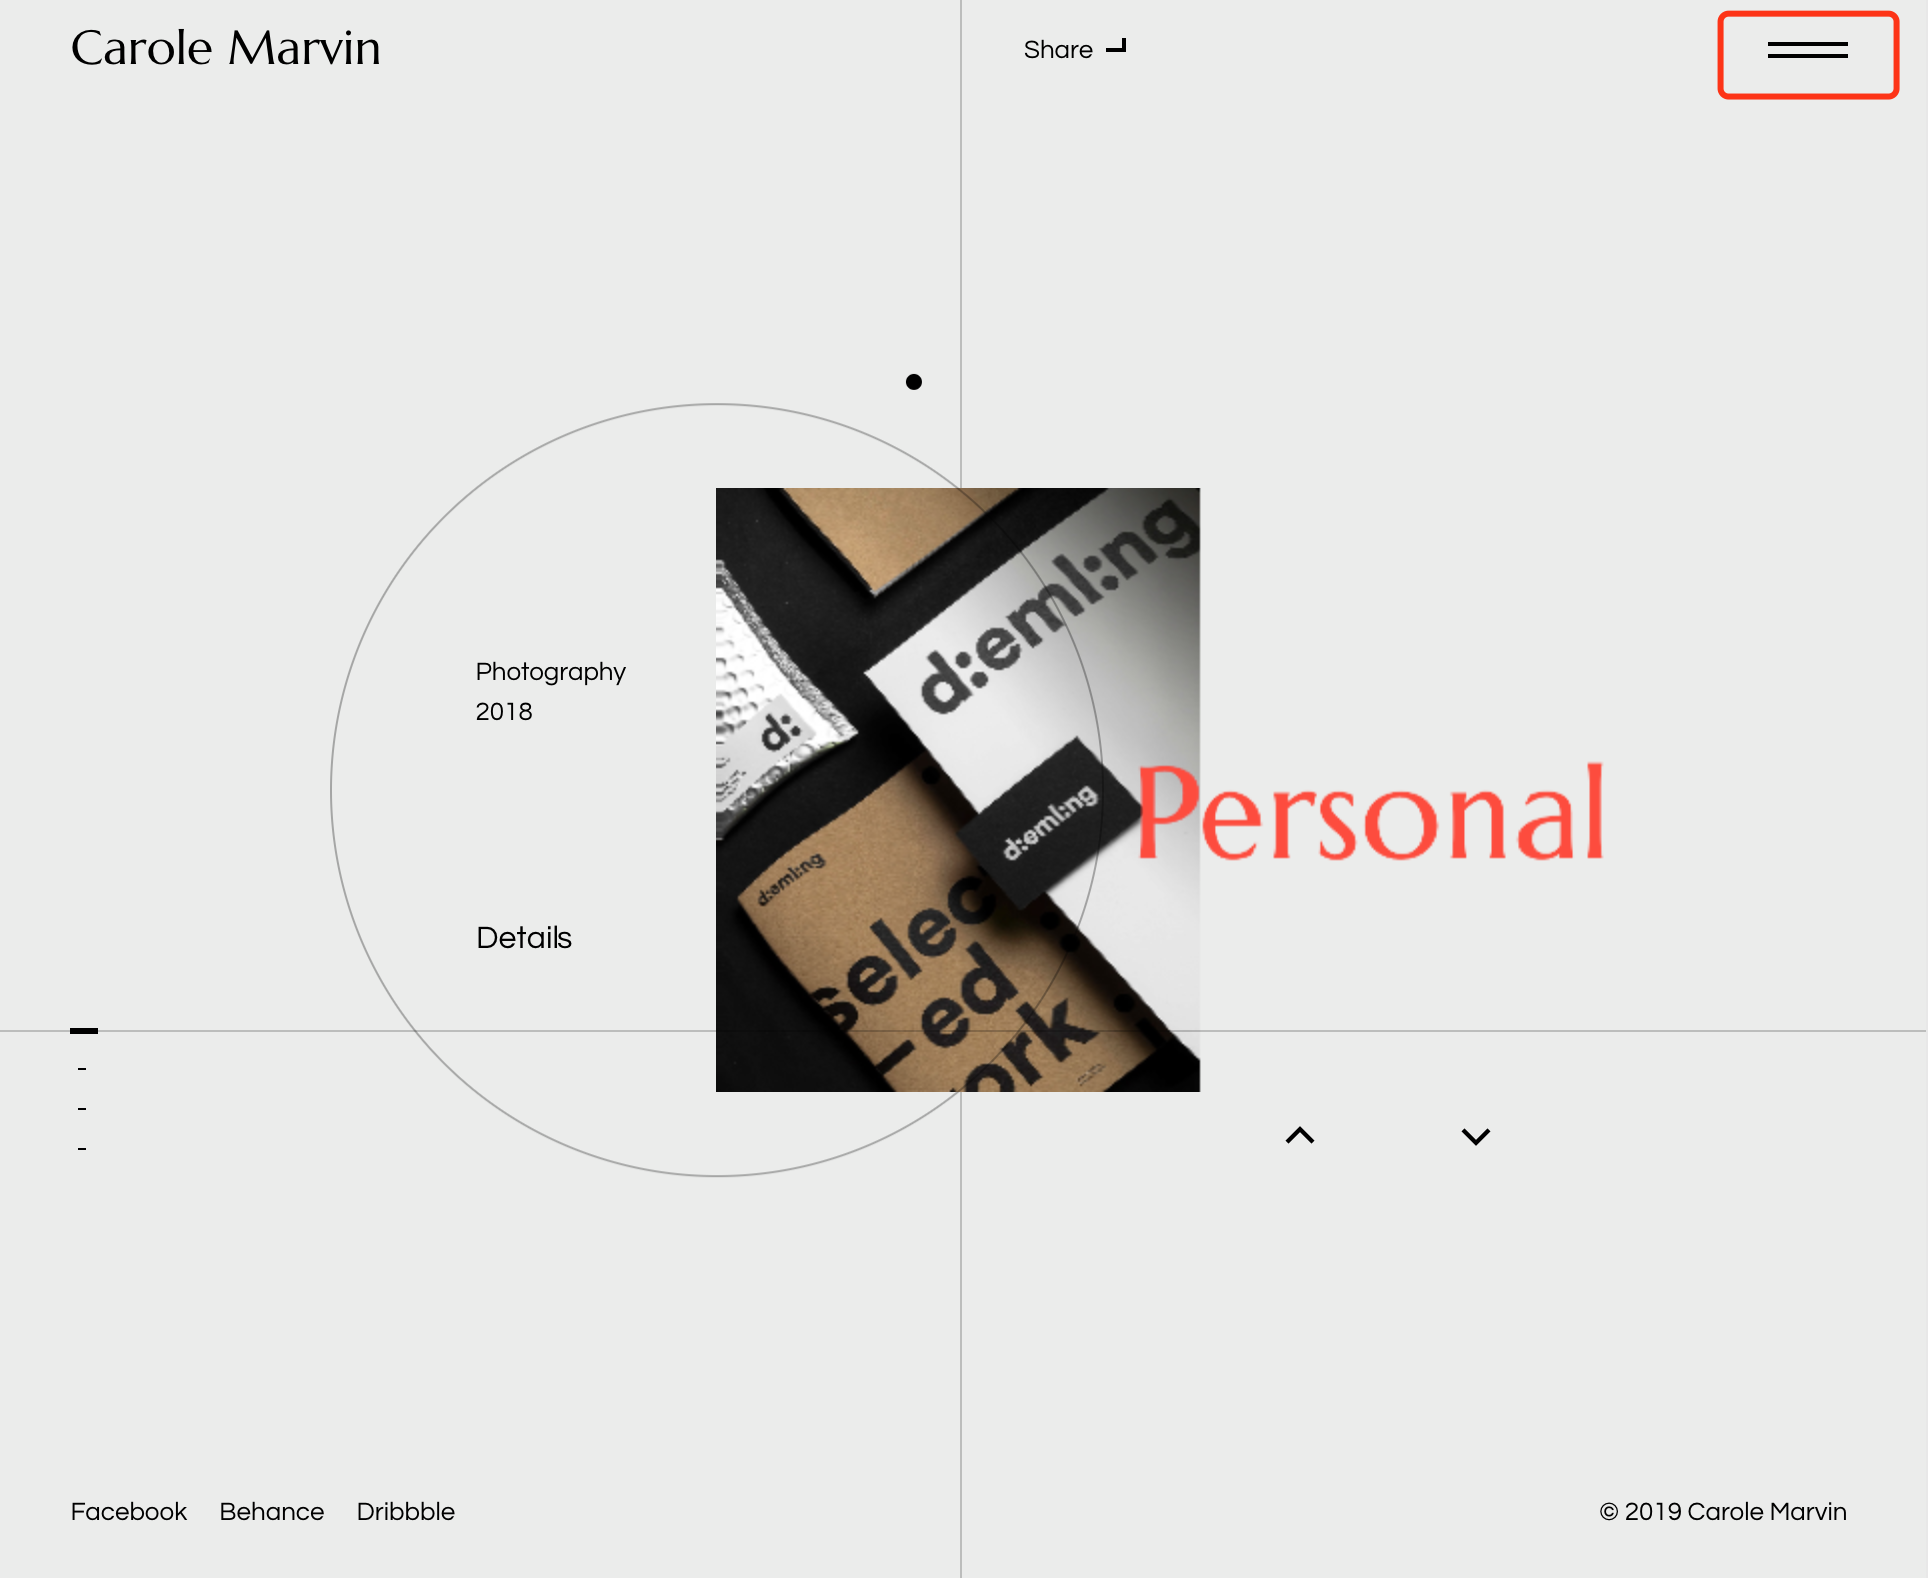 Carole Marvin
Share
d:eml:ng
Photography
2018
d:
Personal
d:eml:ng
d:eml:ng
selec
Details
–ed
ork
Facebook Behance Dribbble
© 2019 Carole Marvin